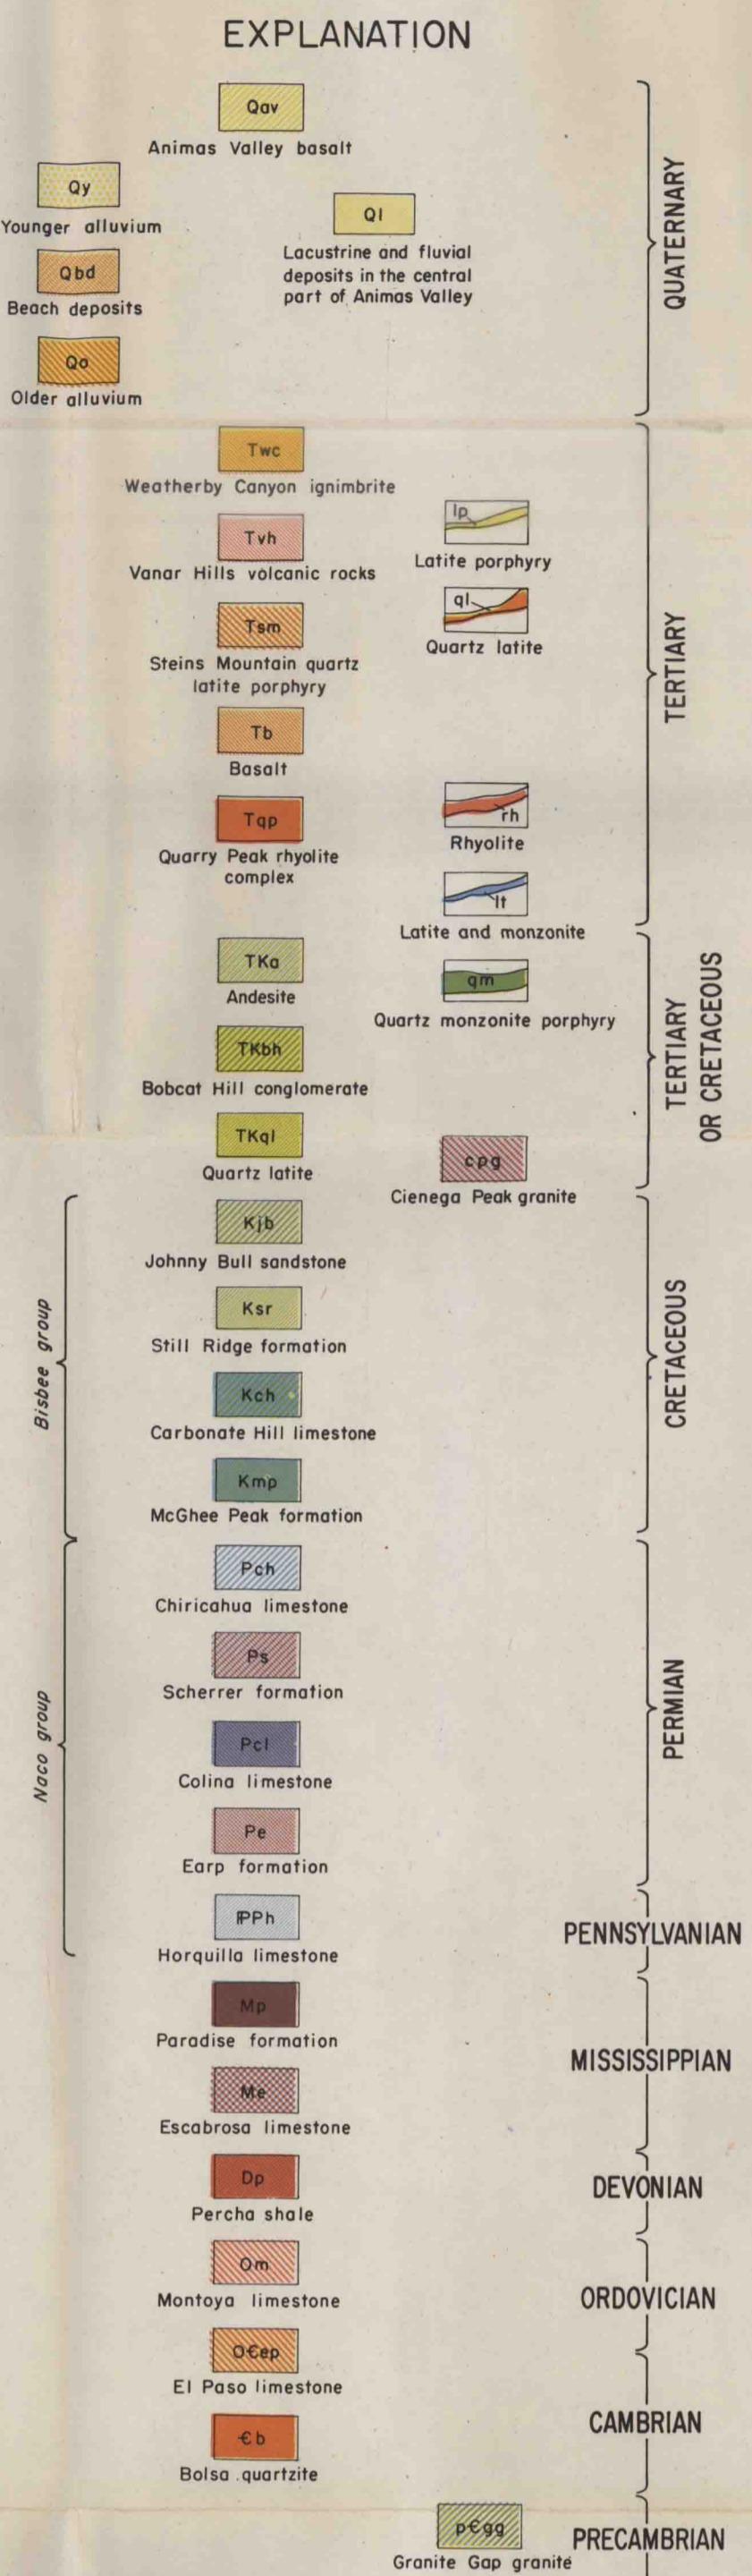 EXPLANATION
Qav
Animas Valley basalt
Qy
Younger alluvium
Ql
Lacustrine and fluvial
deposits in the central
part of Animas Valley
Qbd
Beach deposits
Qo
Older alluvium
QUATERNARY
Twc
Weatherby Canyon ignimbrite
lp
Latite porphyry
Tvh
Vanar Hills volcanic rocks
ql
Quartz latite
Tsm
Steins Mountain quartz
latite porphyry
Tb
Basalt
Tqp
Quarry Peak rhyolite
complex
rh
Rhyolite
lt
Latite and monzonite
TERTIARY
TKa
Andesite
qm
Quartz monzonite porphyry
TKbh
Bobcat Hill conglomerate
TKql
Quartz latite
cpg
Cienega Peak granite
TERTIARY
OR CRETACEOUS
Bisbee group
Kjb
Johnny Bull sandstone
Ksr
Still Ridge formation
Kch
Carbonate Hill limestone
Kmp
McGhee Peak formation
CRETACEOUS
Naco group
Pch
Chiricahua limestone
Ps
Scherrer formation
Pcl
Colina limestone
Pe
Earp formation
PERMIAN
ꟼPh
Horquilla limestone
PENNSYLVANIAN
Mp
Paradise formation
Me
Escabrosa limestone
MISSISSIPPIAN
Dp
Percha shale
DEVONIAN
Om
Montoya limestone
ORDOVICIAN
O€ep
El Paso limestone
€b
Bolsa quartzite
CAMBRIAN
p€gg
Granite Gap granite
PRECAMBRIAN